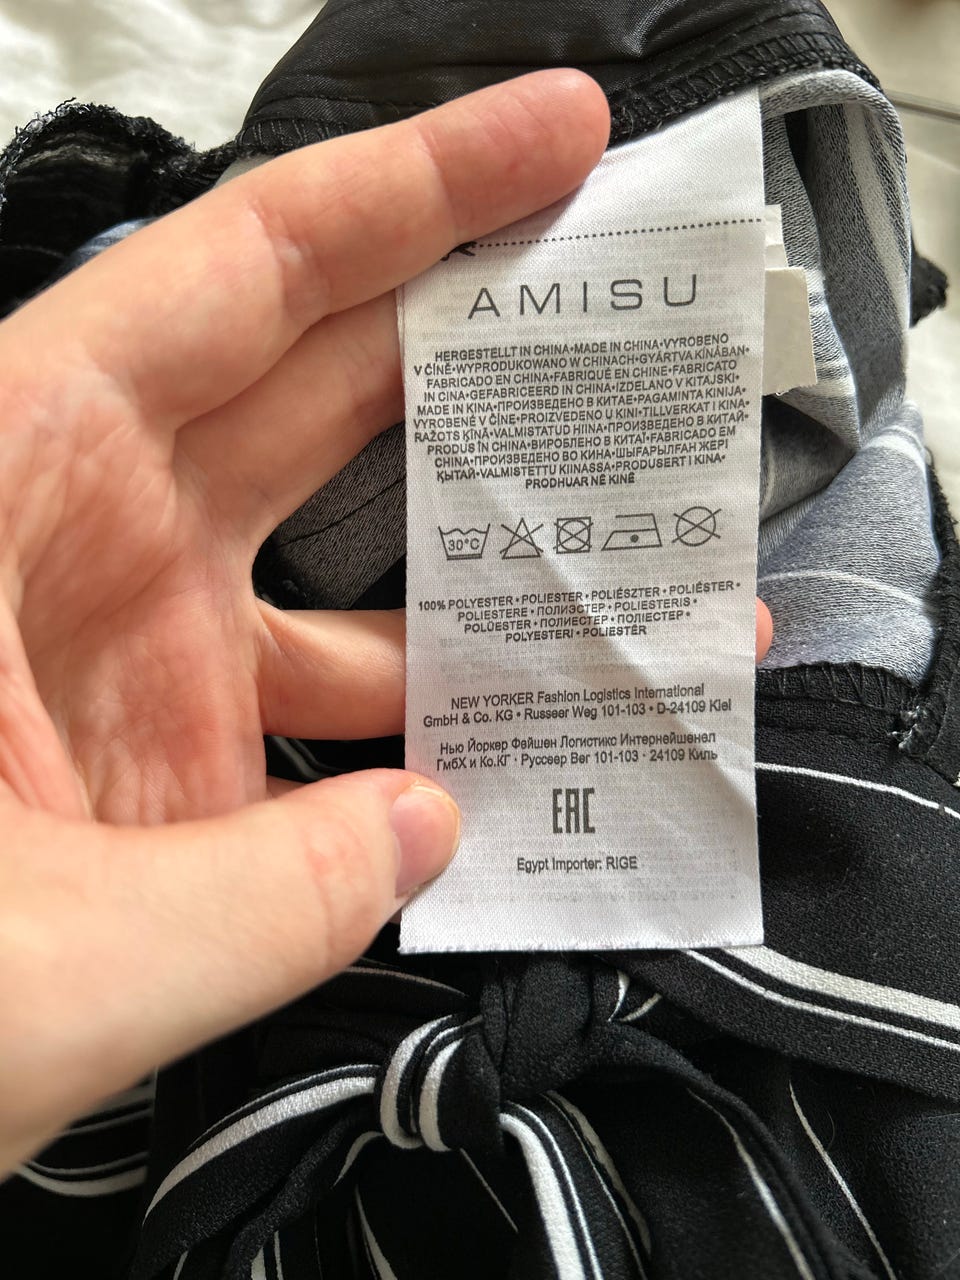 AMISU
HERGESTELLT IN CHINA•MADE IN CHINA•VYROBENO
V ČÍNĚ•WYPRODUKOWANO W CHINACH•GYÁRTVA KÍNÁBAN•
FABRICADO EN CHINA•FABRIQUÉ EN CHINE•FABRICATO
IN CINA•GEFABRICEERD IN CHINA•IZDELANO V KITAJSKI•
MADE IN KINA•ПРОИЗВЕДЕНО В КИТАЕ•PAGAMINTA KINIJA•
VYROBENÉ V ČÍNE•PROIZVEDENO U KINI•TILLVERKAT I KINA•
RAŽOTS ĶĪNĀ•VALMISTATUD HIINA•ПРОИЗВЕДЕНО В КИТАЙ•
PRODUS ÎN CHINA•ВИРОБЛЕНО В КИТАЇ•FABRICADO EM
CHINA•ПРОИЗВЕДЕНО ВО КИНА•ШЫҒАРЫЛҒАН ЖЕРІ
ҚЫТАЙ•VALMISTETTU KIINASSA•PRODUSERT I KINA•
PRODHUAR NË KINË
30°C
100% POLYESTER • POLIESTER • POLIÉSZTER • POLIÉSTER •
POLIESTERE • ПОЛИЭСТЕР • POLIESTERIS •
POLÜESTER • ПОЛИЕСТЕР • ПОЛІЕСТЕР •
POLYESTERI • POLIESTËR
NEW YORKER Fashion Logistics International
GmbH & Co. KG • Russeer Weg 101-103 • D-24109 Kiel
Нью Йоркер Фейшен Логистикс Интернейшенел
ГмбХ и Ко.КГ · Руссеер Вег 101-103 · 24109 Киль
EAC
Egypt Importer: RIGE